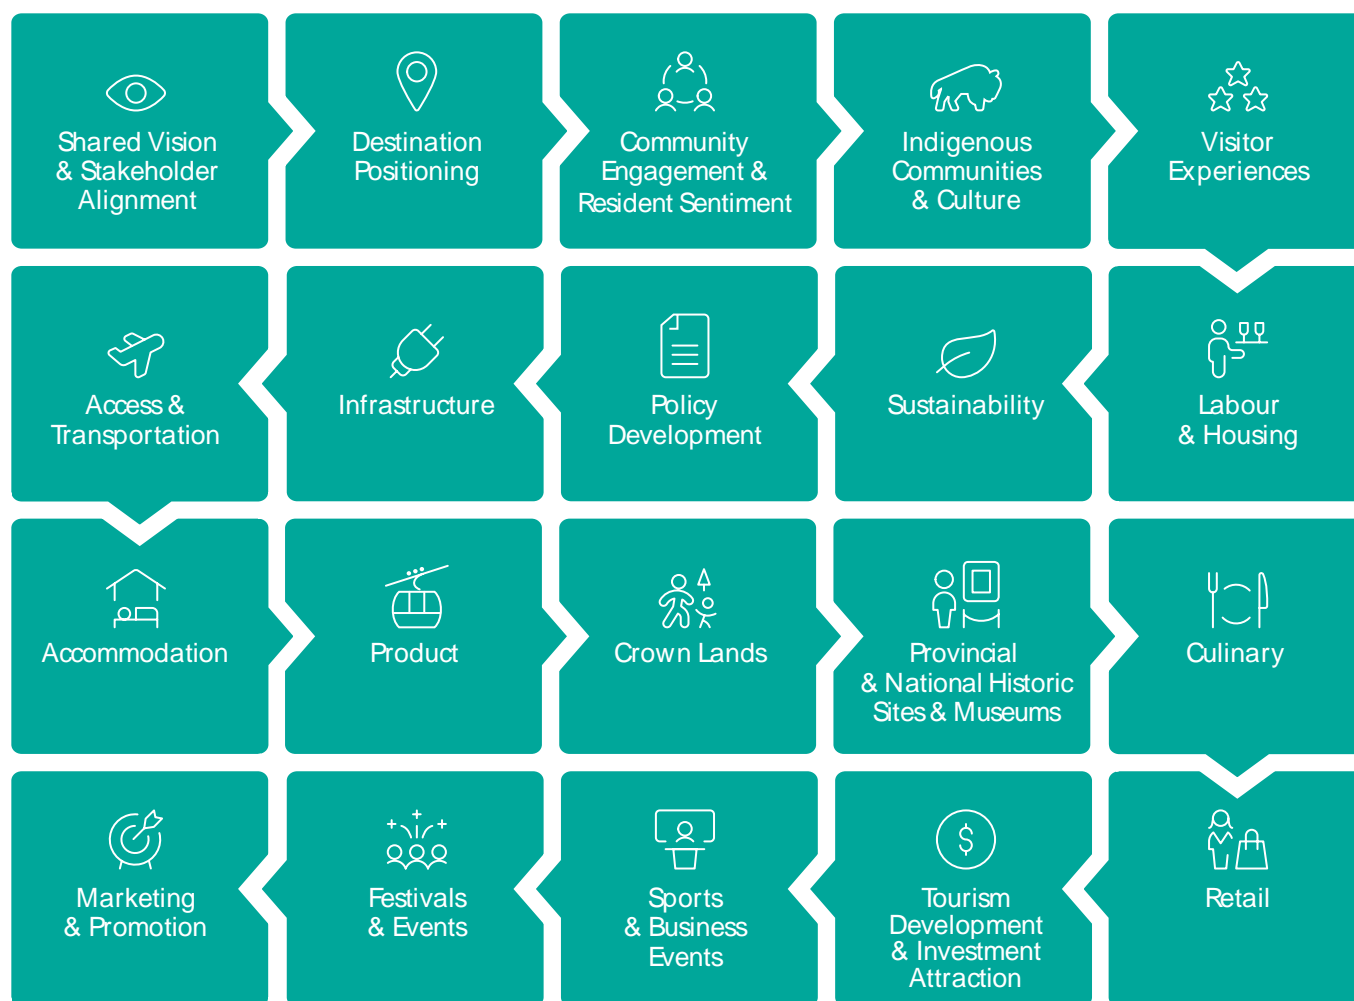 Shared Vision
& Stakeholder
Alignment
Destination
Positioning
Community
Engagement &
Resident Sentiment
Indigenous
Communities
& Culture
Visitor
Experiences
Labour
& Housing
Sustainability
Policy
Development
Infrastructure
Access &
Transportation
Accommodation
Product
Crown Lands
Provincial
& National Historic
Sites & Museums
Culinary
Retail
Tourism
Development
& Investment
Attraction
Sports
& Business
Events
Festivals
& Events
Marketing
& Promotion